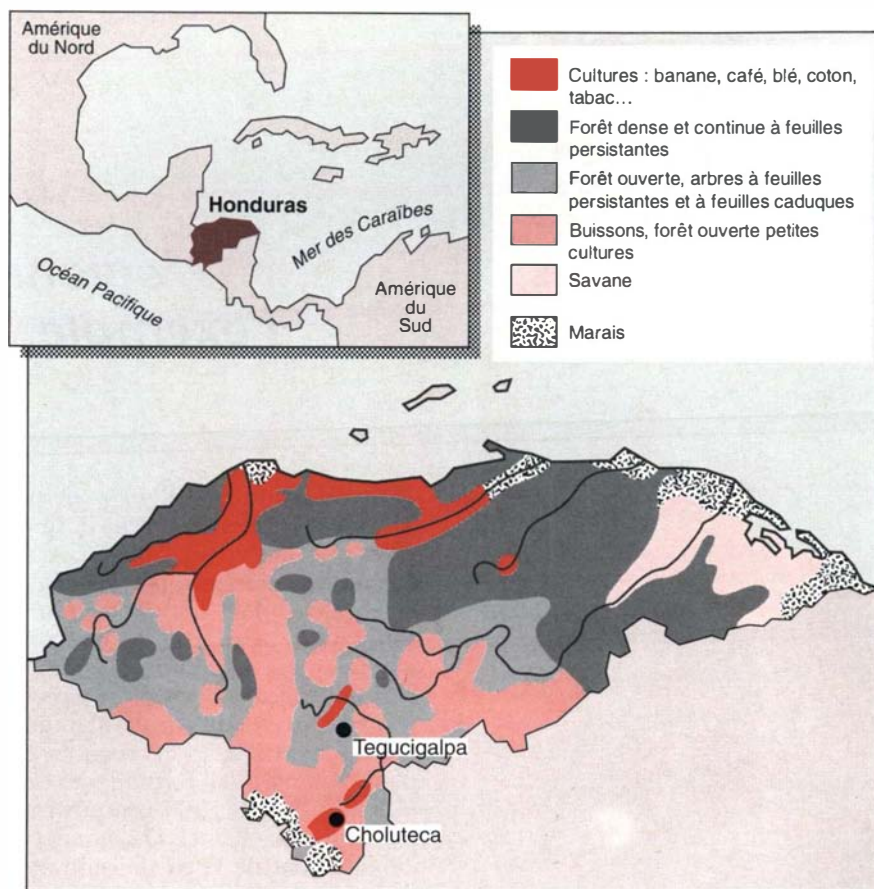 Amérique
du Nord
Honduras
Mer des Caraïbes
Océan Pacifique
Amérique
du
Sud
Cultures : banane, café, blé, coton,
tabac...
Forêt dense et continue à feuilles
persistantes
Forêt ouverte, arbres à feuilles
persistantes et à feuilles caduques
Buissons, forêt ouverte petites
cultures
Savane
Marais
Tegucigalpa
Choluteca